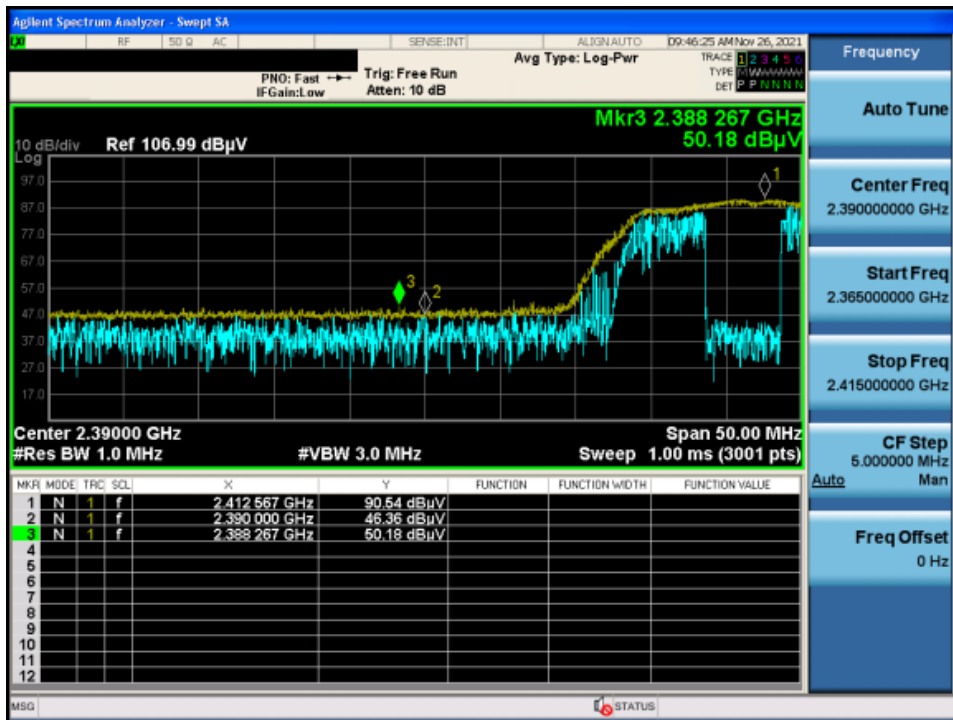 Agilent Spectrum Analyzer - Swept SA
LXI RF 50 Ω AC SENSE:INT ALIGN AUTO 09:46:25 AM Nov 26, 2021
PNO: Fast
IFGain:Low
Trig: Free Run
Atten: 10 dB
Avg Type: Log-Pwr
TRACE 1 2 3 4 5 6
TYPE M W W W W W
DET P P N N N N
Mkr3 2.388 267 GHz
50.18 dBµV
10 dB/div Ref 106.99 dBµV
Log
97.0
87.0
77.0
67.0
57.0
47.0
37.0
27.0
17.0
1
3
2
Center 2.39000 GHz Span 50.00 MHz
#Res BW 1.0 MHz #VBW 3.0 MHz Sweep 1.00 ms (3001 pts)
MKR MODE TRC SCL X Y FUNCTION FUNCTION WIDTH FUNCTION VALUE
1 N 1 f 2.412 567 GHz 90.54 dBµV
2 N 1 f 2.390 000 GHz 46.36 dBµV
3 N 1 f 2.388 267 GHz 50.18 dBµV
4
5
6
7
8
9
10
11
12
MSG STATUS
Frequency
Auto Tune
Center Freq
2.390000000 GHz
Start Freq
2.365000000 GHz
Stop Freq
2.415000000 GHz
CF Step
5.000000 MHz
Auto Man
Freq Offset
0 Hz